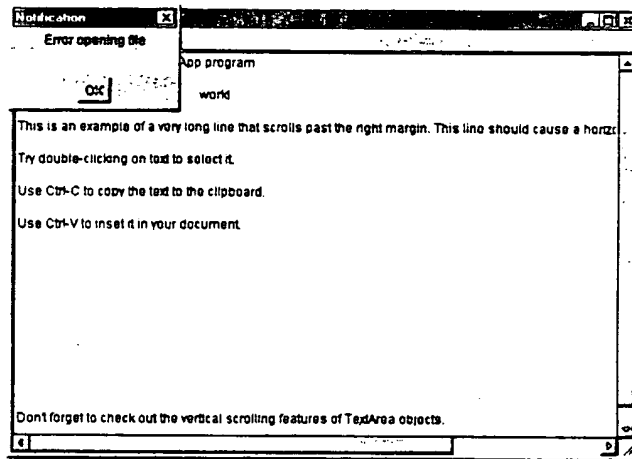 Notification
Error opening file
OK
App program
world
This is an example of a very long line that scrolls past the right margin. This line should cause a horizo
Try double-clicking on text to select it.
Use Ctrl-C to copy the text to the clipboard.
Use Ctrl-V to inset it in your document.
Don't forget to check out the vertical scrolling features of TextArea objects.